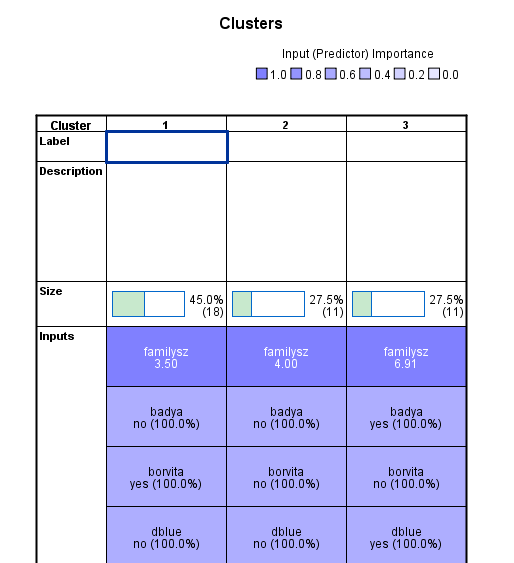 Clusters
Input (Predictor) Importance
1.0 0.8 0.6 0.4 0.2 0.0
Cluster 1 2 3
Label
Description
Size 45.0% 27.5% 27.5%
(18) (11) (11)
Inputs
familysz familysz familysz
3.50 4.00 6.91
badya badya badya
no (100.0%) no (100.0%) yes (100.0%)
borvita borvita borvita
yes (100.0%) no (100.0%) no (100.0%)
dblue dblue dblue
no (100.0%) no (100.0%) yes (100.0%)